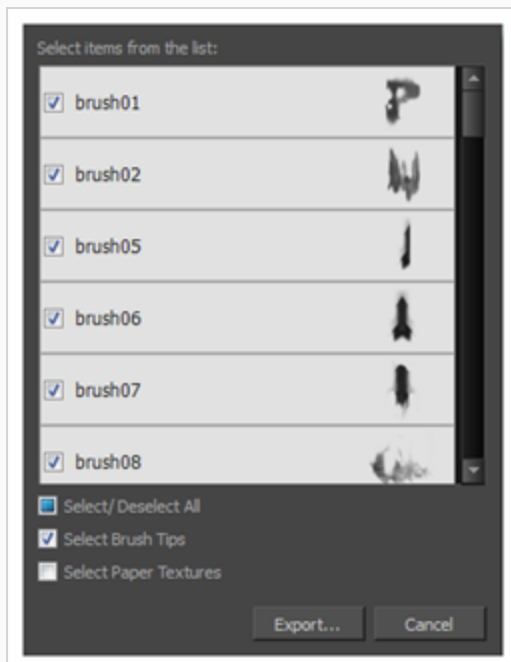 Select items from the list:
brush01
brush02
brush05
brush06
brush07
brush08
Select/ Deselect All
Select Brush Tips
Select Paper Textures
Export... Cancel